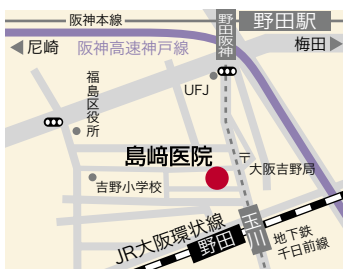 阪神本線
野田阪神
野田駅
尼崎
阪神高速神戸線
梅田
福島区役所
UFJ
島﨑医院
〒
大阪吉野局
吉野小学校
JR大阪環状線
野田
玉川
地下鉄
千日前線